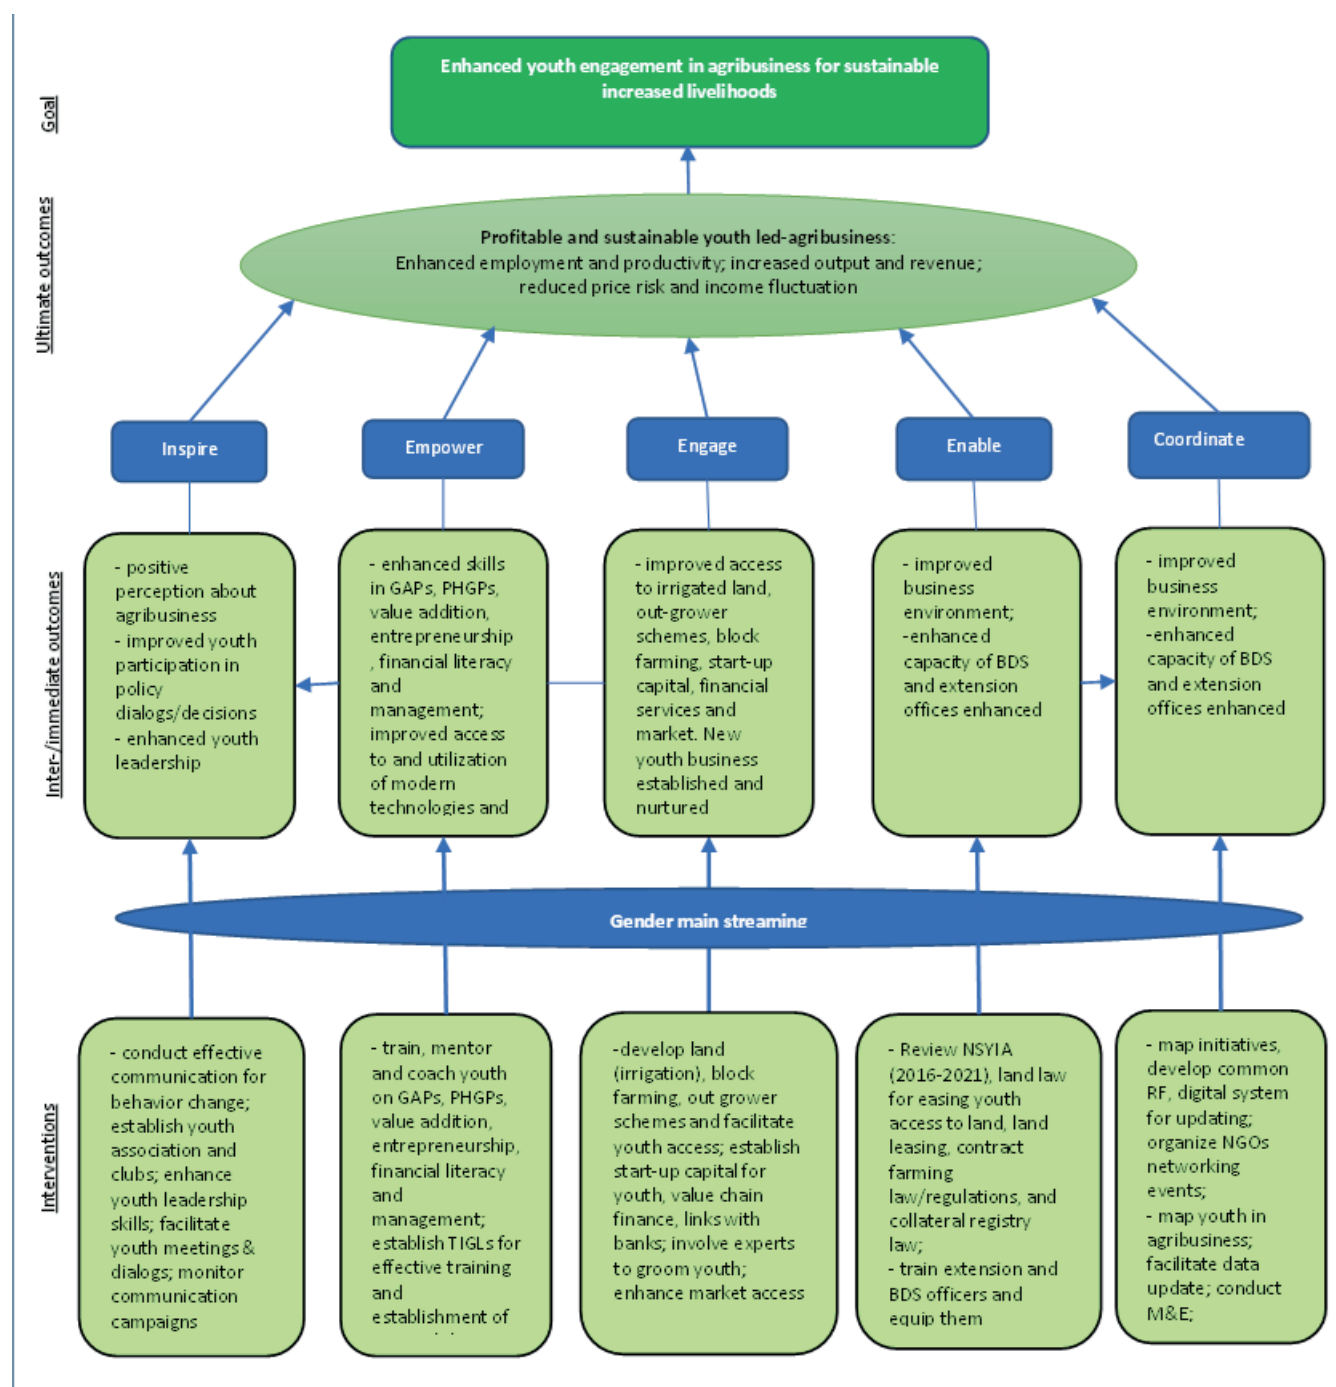 Goal
Enhanced youth engagement in agribusiness for sustainable
increased livelihoods
Ultimate outcomes
Profitable and sustainable youth led-agribusiness:
Enhanced employment and productivity; increased output and revenue;
reduced price risk and income fluctuation
Inspire
Empower
Engage
Enable
Coordinate
Inter-/immediate outcomes
- positive
perception about
agribusiness
- improved youth
participation in
policy
dialogs/decisions
- enhanced youth
leadership
- enhanced skills
in GAPs, PHGPs,
value addition,
entrepreneurship
, financial literacy
and
management;
improved access
to and utilization
of modern
technologies and
- improved access
to irrigated land,
out-grower
schemes, block
farming, start-up
capital, financial
services and
market. New
youth business
established and
nurtured
- improved
business
environment;
-enhanced
capacity of BDS
and extension
offices enhanced
- improved
business
environment;
-enhanced
capacity of BDS
and extension
offices enhanced
Gender main streaming
Interventions
- conduct effective
communication for
behavior change;
establish youth
association and
clubs; enhance
youth leadership
skills; facilitate
youth meetings &
dialogs; monitor
communication
campaigns
- train, mentor
and coach youth
on GAPs, PHGPs,
value addition,
entrepreneurship,
financial literacy
and
management;
establish TIGLs for
effective training
and
establishment of
-develop land
(irrigation), block
farming, out grower
schemes and facilitate
youth access; establish
start-up capital for
youth, value chain
finance, links with
banks; involve experts
to groom youth;
enhance market access
- Review NSYIA
(2016-2021), land law
for easing youth
access to land, land
leasing, contract
farming
law/regulations, and
collateral registry
law;
- train extension and
BDS officers and
equip them
- map initiatives,
develop common
RF, digital system
for updating;
organize NGOs
networking
events;
- map youth in
agribusiness;
facilitate data
update; conduct
M&E;